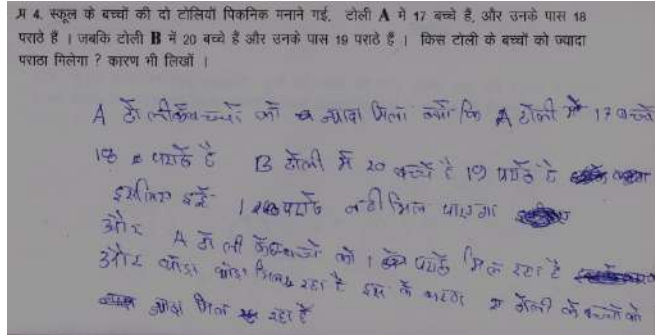 प्र 4. स्कूल के बच्चों की दो टोलियाँ पिकनिक मनाने गई. टोली A मे 17 बच्चे हैं, और उनके पास 18
पराठे हैं । जबकि टोली B में 20 बच्चे हैं और उनके पास 19 पराठे हैं । किस टोली के बच्चों को ज्यादा
पराठा मिलेगा ? कारण भी लिखों ।
A टोली के बच्चों को ज्यादा मिला क्यों कि A टोली में 17 बच्चे
18 पराठे है B टोली में 20 बच्चे है 19 पराठे है
इसलिए इन्हें 1 पराठे नही मिल पाएगा
और A टोली के बच्चों को 1 पराठे मिल रहा है
और थोडा थोडा मिल रहा है इस के कारण टोली के बच्चों को
मिल रहा है